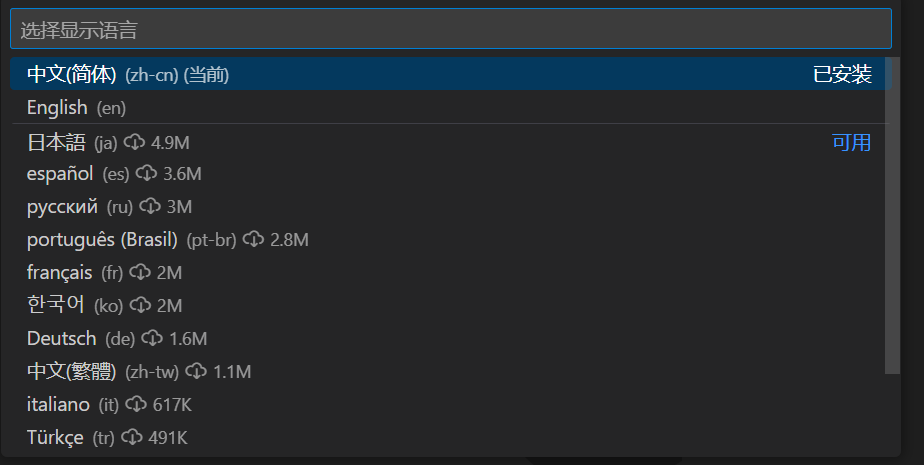 选择显示语言
中文(简体) (zh-cn) (当前) 已安装
English (en)
日本語 (ja) 4.9M 可用
español (es) 3.6M
русский (ru) 3M
português (Brasil) (pt-br) 2.8M
français (fr) 2M
한국어 (ko) 2M
Deutsch (de) 1.6M
中文(繁體) (zh-tw) 1.1M
italiano (it) 617K
Türkçe (tr) 491K